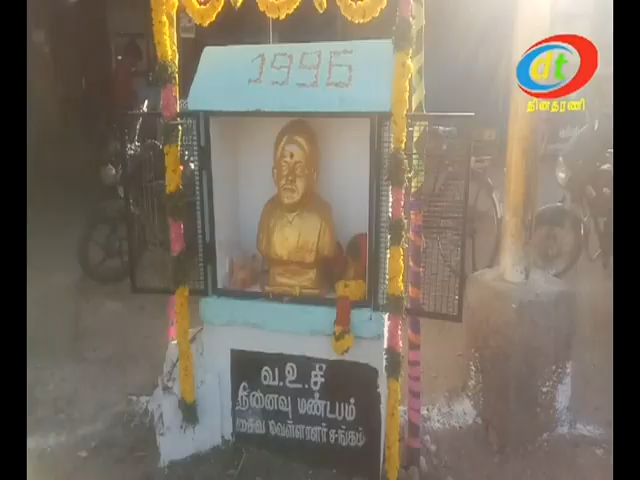 1996
dt
தினதரணி
வ.உ.சி
நினைவு மண்டபம்
சைவ வெள்ளாளர் சங்கம்